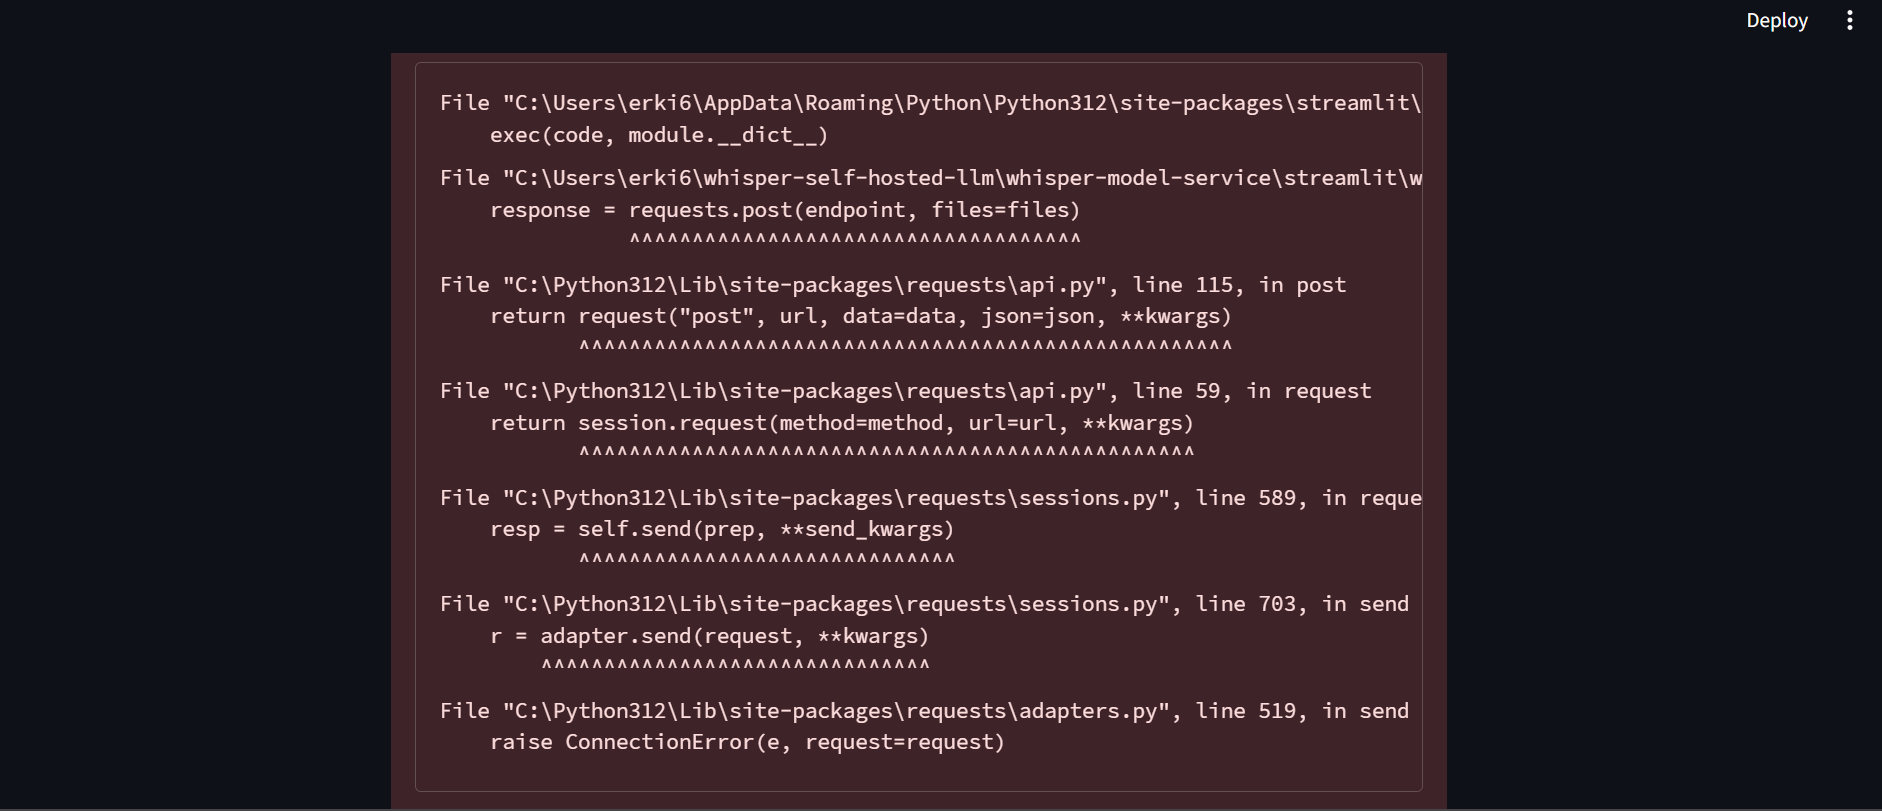 Deploy
File "C:\Users\erki6\AppData\Roaming\Python\Python312\site-packages\streamlit\
exec(code, module.__dict__)
File "C:\Users\erki6\whisper-self-hosted-llm\whisper-model-service\streamlit\w
response = requests.post(endpoint, files=files)
^^^^^^^^^^^^^^^^^^^^^^^^^^^^^^^^^^^^
File "C:\Python312\Lib\site-packages\requests\api.py", line 115, in post
return request("post", url, data=data, json=json, **kwargs)
^^^^^^^^^^^^^^^^^^^^^^^^^^^^^^^^^^^^^^^^^^^^^^^^^^^^
File "C:\Python312\Lib\site-packages\requests\api.py", line 59, in request
return session.request(method=method, url=url, **kwargs)
^^^^^^^^^^^^^^^^^^^^^^^^^^^^^^^^^^^^^^^^^^^^^^^^^
File "C:\Python312\Lib\site-packages\requests\sessions.py", line 589, in reque
resp = self.send(prep, **send_kwargs)
^^^^^^^^^^^^^^^^^^^^^^^^^^^^^^
File "C:\Python312\Lib\site-packages\requests\sessions.py", line 703, in send
r = adapter.send(request, **kwargs)
^^^^^^^^^^^^^^^^^^^^^^^^^^^^^^^
File "C:\Python312\Lib\site-packages\requests\adapters.py", line 519, in send
raise ConnectionError(e, request=request)